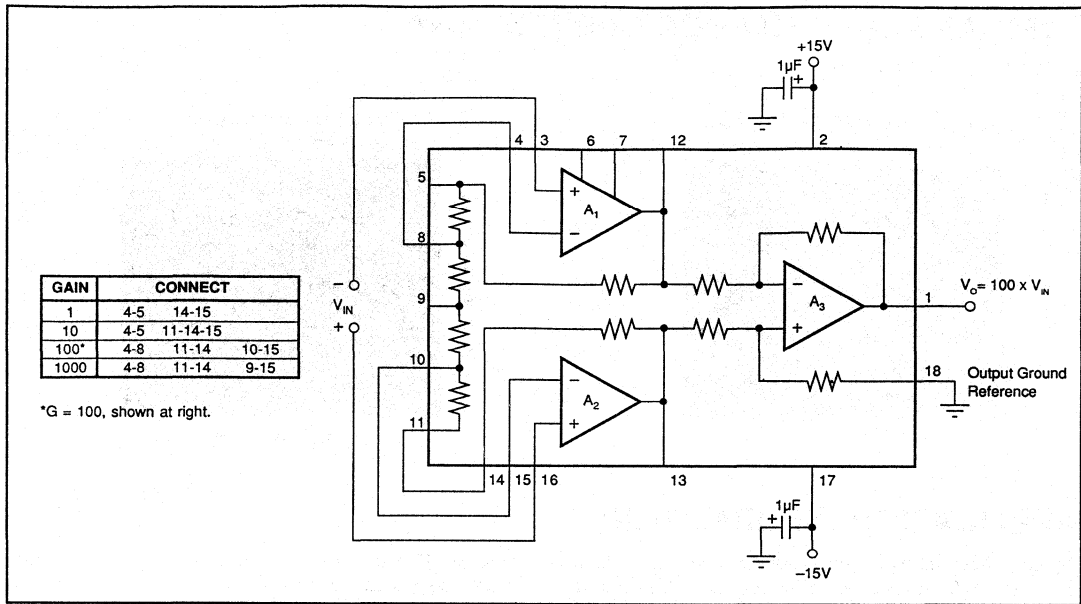 +15V
1µF
+
4 3 6 7 12 2
5
+
A1
−
8
GAIN CONNECT
1 4-5 14-15
10 4-5 11-14-15
100* 4-8 11-14 10-15
1000 4-8 11-14 9-15
*G = 100, shown at right.
−
VIN
+
9
−
A3
+
1
VO= 100 x VIN
10
−
A2
+
18
Output Ground
Reference
11
14 15 16 13 17
1µF
+
–15V